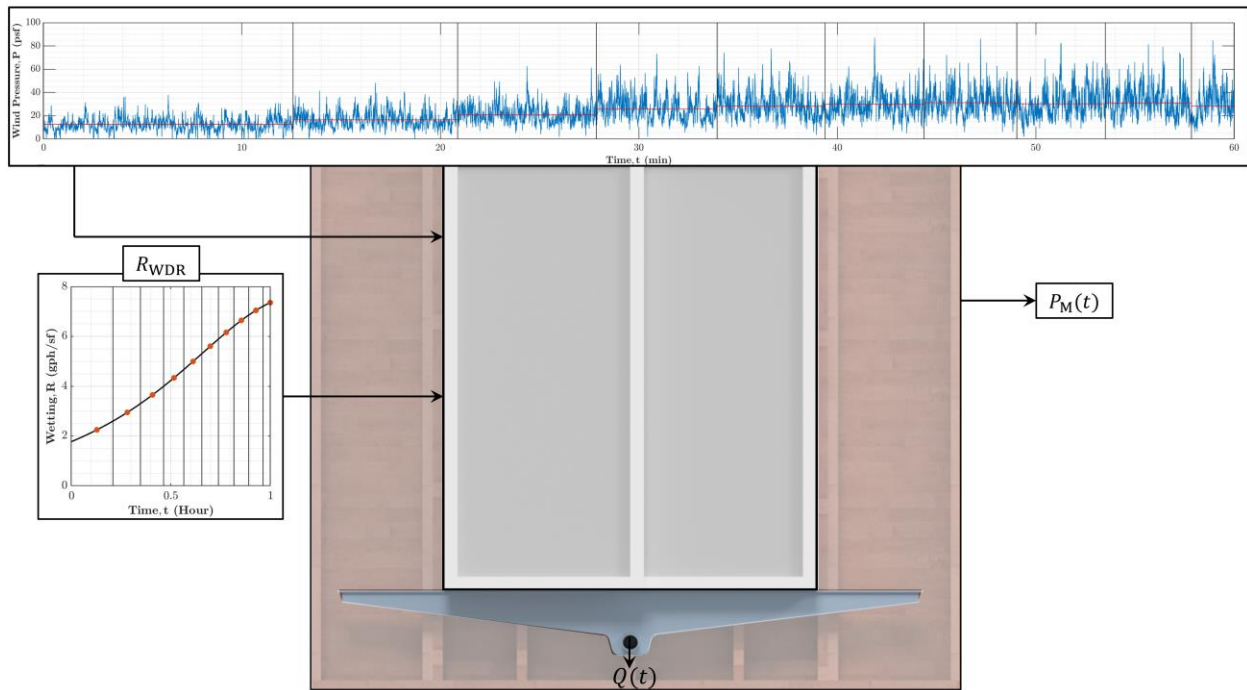 Wind Pressure, P (psf)
100
80
60
40
20
0
0 10 20 30 40 50 60
Time, t (min)
R_WDR
Wetting, R (gph/sf)
8
6
4
2
0
0 0.5 1
Time, t (Hour)
P_M(t)
Q(t)